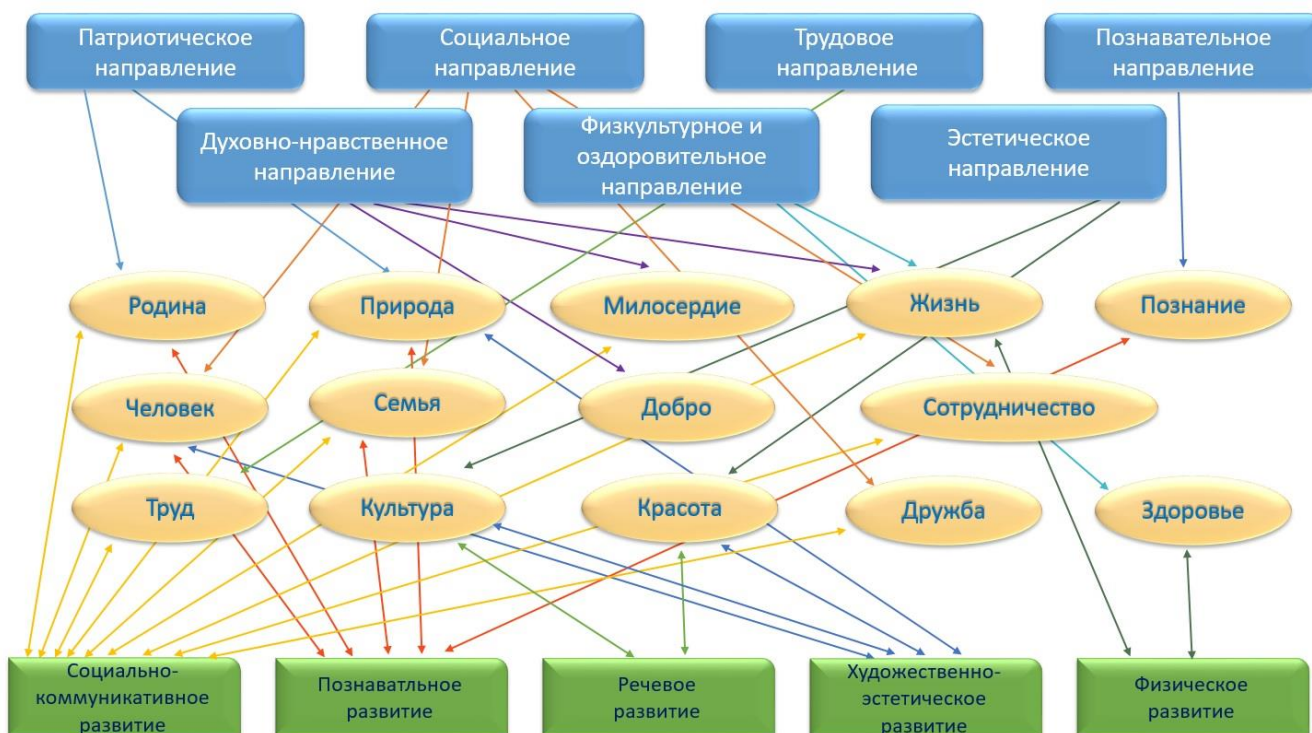 Патриотическое
направление
Социальное
направление
Трудовое
направление
Познавательное
направление
Духовно-нравственное
направление
Физкультурное и
оздоровительное
направление
Эстетическое
направление
Родина
Природа
Милосердие
Жизнь
Познание
Человек
Семья
Добро
Сотрудничество
Труд
Культура
Красота
Дружба
Здоровье
Социально-
коммуникативное
развитие
Познаватльное
развитие
Речевое
развитие
Художественно-
эстетическое
развитие
Физическое
развитие